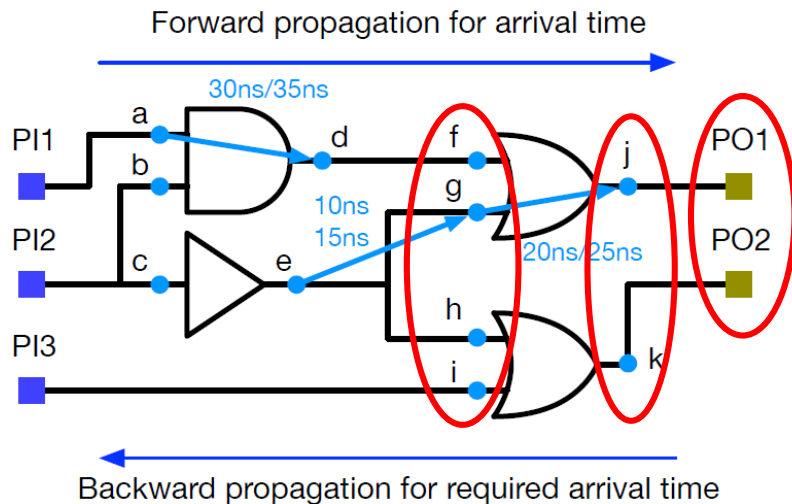 Forward propagation for arrival time
30ns/35ns
PI1
a
d
f
j
PO1
b
g
10ns
15ns
PI2
c
e
20ns/25ns
PO2
h
PI3
i
k
Backward propagation for required arrival time